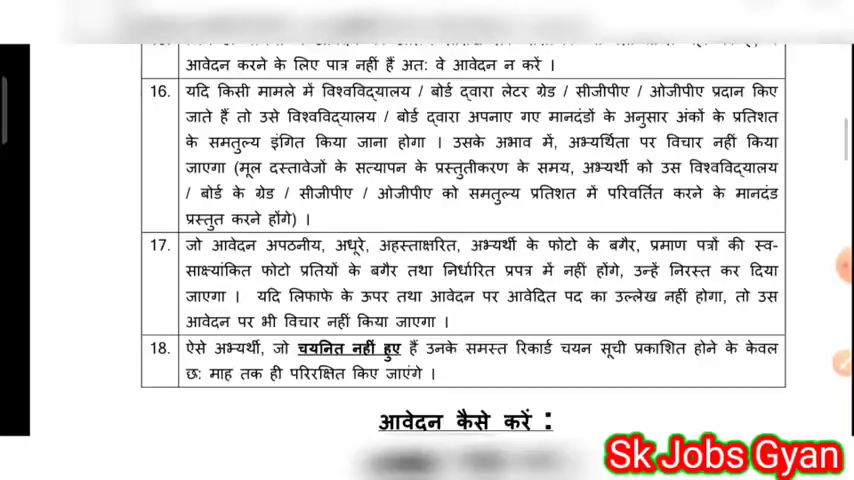 आवेदन करने के लिए पात्र नहीं हैं अत: वे आवेदन न करें ।
16. यदि किसी मामले में विश्वविद्यालय / बोर्ड द्वारा लेटर ग्रेड / सीजीपीए / ओजीपीए प्रदान किए
जाते हैं तो उसे विश्वविद्यालय / बोर्ड द्वारा अपनाए गए मानदंडों के अनुसार अंकों के प्रतिशत
के समतुल्य इंगित किया जाना होगा । उसके अभाव में, अभ्यर्थिता पर विचार नहीं किया
जाएगा (मूल दस्तावेजों के सत्यापन के प्रस्तुतीकरण के समय, अभ्यर्थी को उस विश्वविद्यालय
/ बोर्ड के ग्रेड / सीजीपीए / ओजीपीए को समतुल्य प्रतिशत में परिवर्तित करने के मानदंड
प्रस्तुत करने होंगे) ।
17. जो आवेदन अपठनीय, अधूरे, अहस्ताक्षरित, अभ्यर्थी के फोटो के बगैर, प्रमाण पत्रों की स्व-
साक्ष्यांकित फोटो प्रतियों के बगैर तथा निर्धारित प्रपत्र में नहीं होंगे, उन्हें निरस्त कर दिया
जाएगा । यदि लिफाफे के ऊपर तथा आवेदन पर आवेदित पद का उल्लेख नहीं होगा, तो उस
आवेदन पर भी विचार नहीं किया जाएगा ।
18. ऐसे अभ्यर्थी, जो चयनित नहीं हुए हैं उनके समस्त रिकार्ड चयन सूची प्रकाशित होने के केवल
छ: माह तक ही परिरक्षित किए जाएंगे ।
आवेदन कैसे करें :
Sk Jobs Gyan